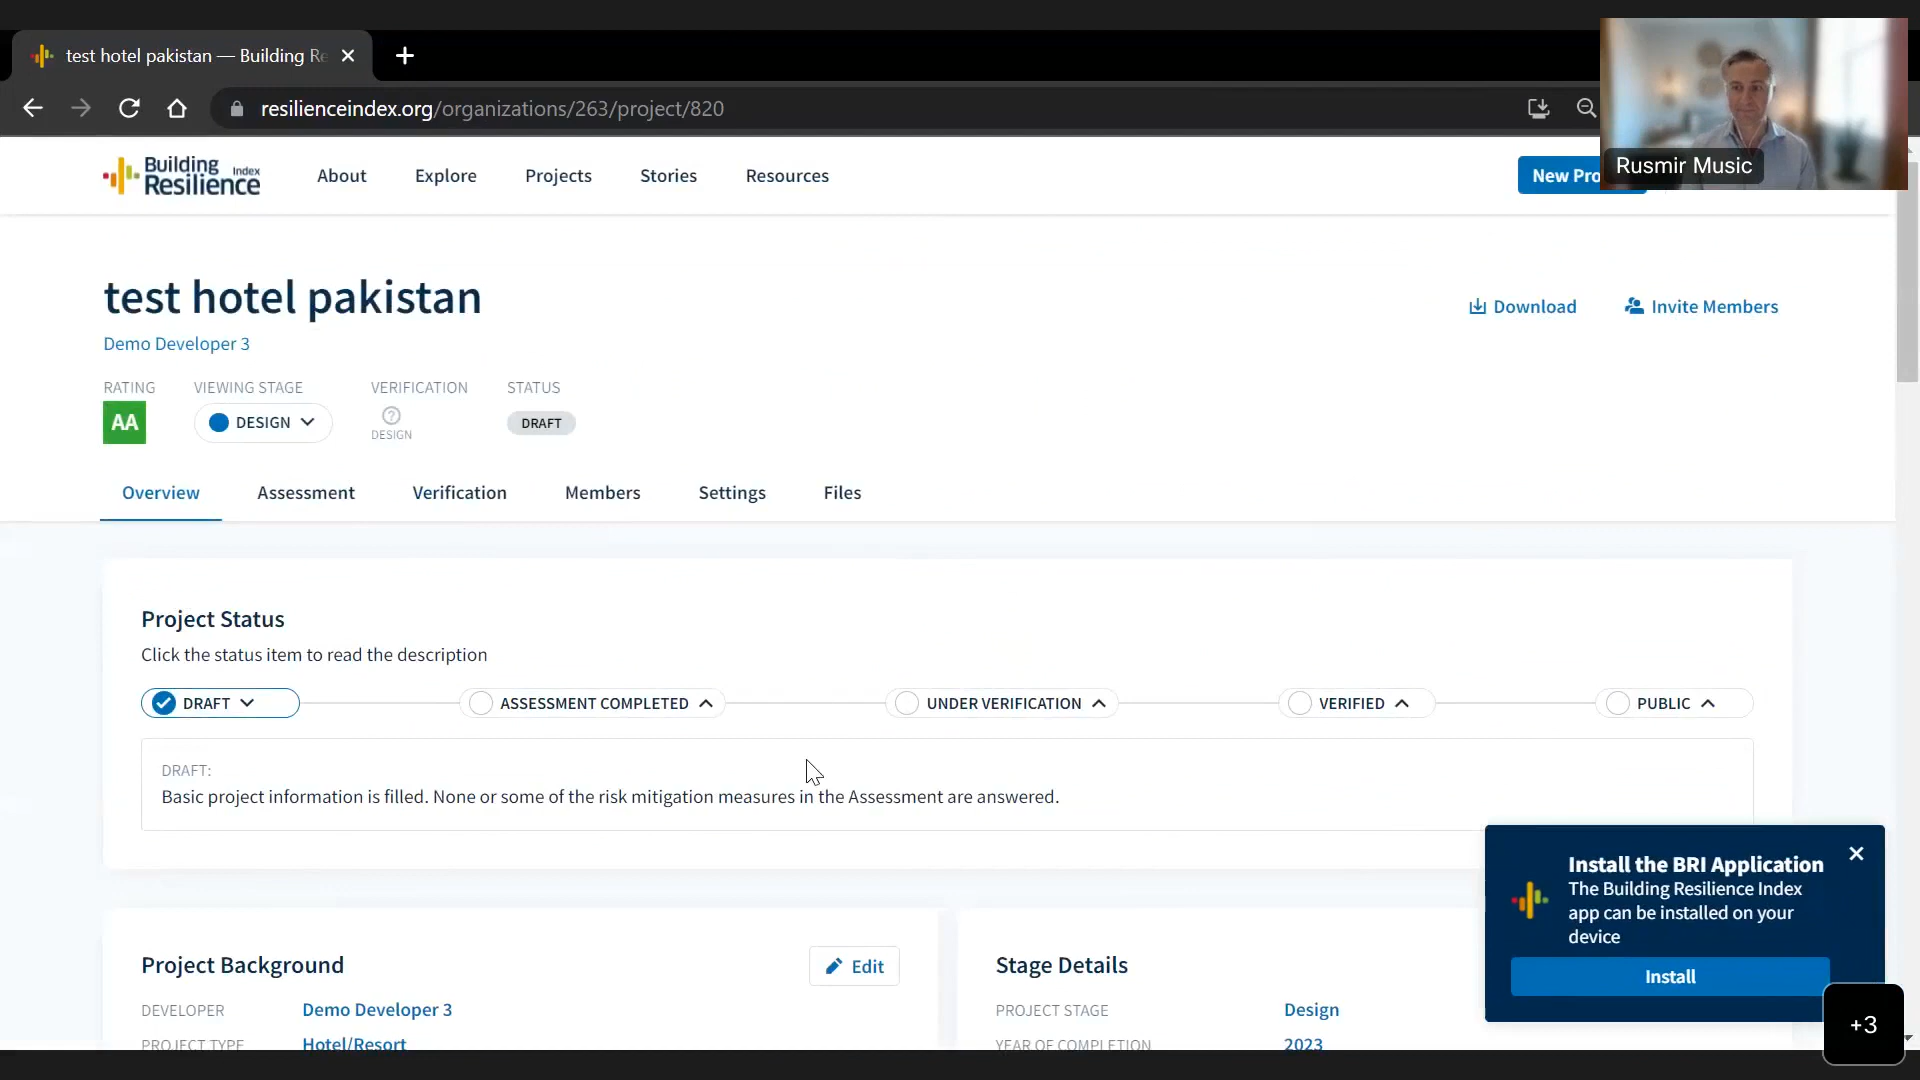 test hotel pakistan — Building Re
resilienceindex.org/organizations/263/project/820
Rusmir Music
Building Resilience Index
About
Explore
Projects
Stories
Resources
New Pro
test hotel pakistan
Download
Invite Members
Demo Developer 3
RATING
VIEWING STAGE
VERIFICATION
STATUS
AA
DESIGN
DESIGN
DRAFT
Overview
Assessment
Verification
Members
Settings
Files
Project Status
Click the status item to read the description
DRAFT
ASSESSMENT COMPLETED
UNDER VERIFICATION
VERIFIED
PUBLIC
DRAFT:
Basic project information is filled. None or some of the risk mitigation measures in the Assessment are answered.
Install the BRI Application
The Building Resilience Index
app can be installed on your
device
Install
Project Background
Edit
Stage Details
DEVELOPER
Demo Developer 3
PROJECT STAGE
Design
PROJECT TYPE
Hotel/Resort
YEAR OF COMPLETION
2023
+3